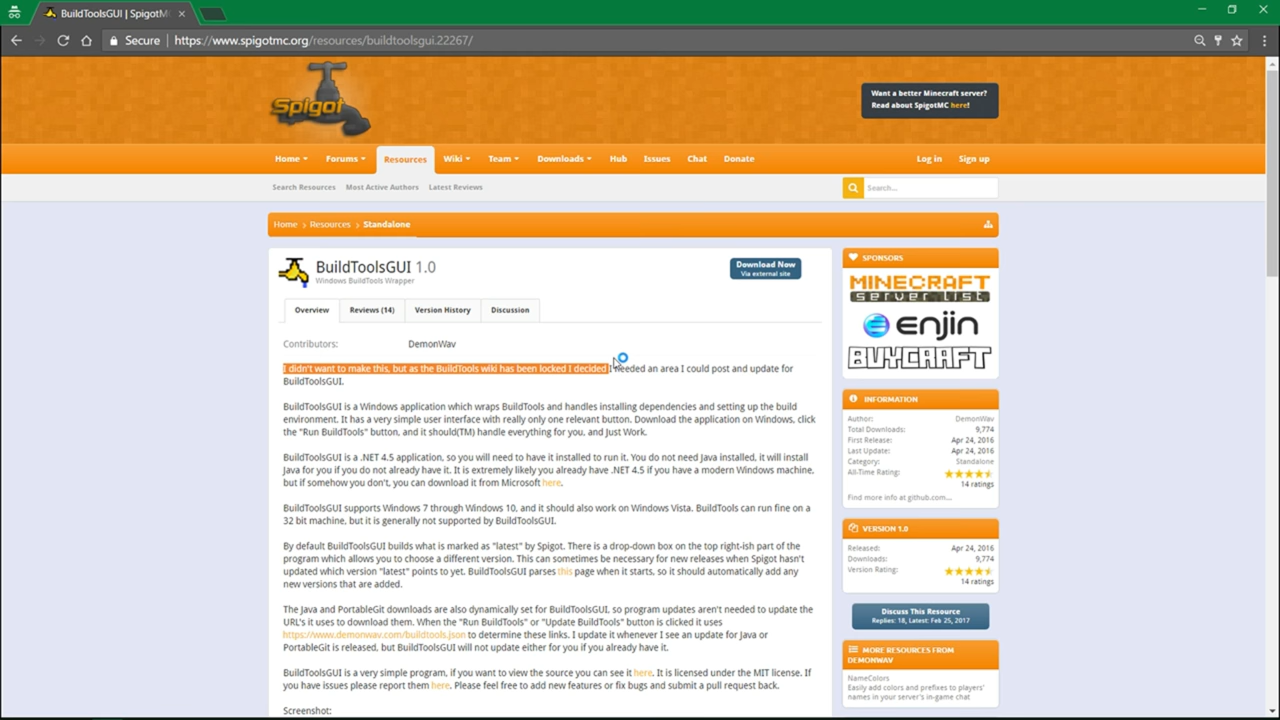 BuildToolsGUI | SpigotMC
Secure
https://www.spigotmc.org/resources/buildtoolsgui.22267/
Spigot
Want a better Minecraft server?
Read about SpigotMC here!
Home
Forums
Resources
Wiki
Team
Downloads
Hub
Issues
Chat
Donate
Log in
Sign up
Search Resources
Most Active Authors
Latest Reviews
Search...
Home
Resources
Standalone
BuildToolsGUI 1.0
Windows BuildTools Wrapper
Download Now
Via external site
Overview
Reviews (14)
Version History
Discussion
Contributors: DemonWav
I didn't want to make this, but as the BuildTools wiki has been locked I decided I needed an area I could post and update for
BuildToolsGUI.
BuildToolsGUI is a Windows application which wraps BuildTools and handles installing dependencies and setting up the build
environment. It has a very simple user interface with really only one relevant button. Download the application on Windows, click
the "Run BuildTools" button, and it should(TM) handle everything for you, and Just Work.
BuildToolsGUI is a .NET 4.5 application, so you will need to have it installed to run it. You do not need Java installed, it will install
Java for you if you do not already have it. It is extremely likely you already have .NET 4.5 if you have a modern Windows machine,
but if somehow you don't, you can download it from Microsoft here.
BuildToolsGUI supports Windows 7 through Windows 10, and it should also work on Windows Vista. BuildTools can run fine on a
32 bit machine, but it is generally not supported by BuildToolsGUI.
By default BuildToolsGUI builds what is marked as "latest" by Spigot. There is a drop-down box on the top right-ish part of the
program which allows you to choose a different version. This can sometimes be necessary for new releases when Spigot hasn't
updated which version "latest" points to yet. BuildToolsGUI parses this page when it starts, so it should automatically add any
new versions that are added.
The Java and PortableGit downloads are also dynamically set for BuildToolsGUI, so program updates aren't needed to update the
URL's it uses to download them. When the "Run BuildTools" or "Update BuildTools" button is clicked it uses
https://www.demonwav.com/buildtools.json to determine these links. I update it whenever I see an update for Java or
PortableGit is released, but BuildToolsGUI will not update either for you if you already have it.
BuildToolsGUI is a very simple program, if you want to view the source you can see it here. It is licensed under the MIT license. If
you have issues please report them here. Please feel free to add new features or fix bugs and submit a pull request back.
Screenshot:
SPONSORS
MINECRAFT
server list
enjin
BUYCRAFT
INFORMATION
Author: DemonWav
Total Downloads: 9,774
First Release: Apr 24, 2016
Last Update: Apr 24, 2016
Category: Standalone
All-Time Rating:
14 ratings
Find more info at github.com...
VERSION 1.0
Released: Apr 24, 2016
Downloads: 9,774
Version Rating:
14 ratings
Discuss This Resource
Replies: 18, Latest: Feb 25, 2017
MORE RESOURCES FROM
DEMONWAV
NameColors
Easily add colors and prefixes to players'
names in your server's in-game chat